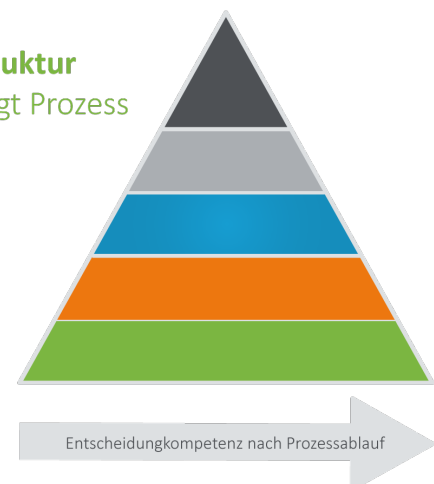 uktur
gt Prozess
Entscheidungkompetenz nach Prozessablauf